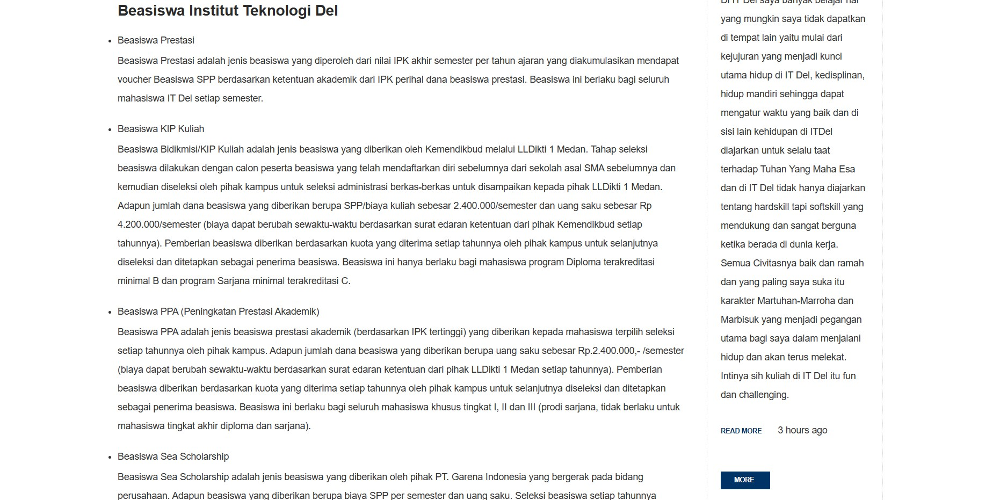 Beasiswa Institut Teknologi Del
Beasiswa Prestasi
Beasiswa Prestasi adalah jenis beasiswa yang diperoleh dari nilai IPK akhir semester per tahun ajaran yang diakumulasikan mendapat
voucher Beasiswa SPP berdasarkan ketentuan akademik dari IPK perihal dana beasiswa prestasi. Beasiswa ini berlaku bagi seluruh
mahasiswa IT Del setiap semester.
Beasiswa KIP Kuliah
Beasiswa Bidikmisi/KIP Kuliah adalah jenis beasiswa yang diberikan oleh Kemendikbud melalui LLDikti 1 Medan. Tahap seleksi
beasiswa dilakukan dengan calon peserta beasiswa yang telah mendaftarkan diri sebelumnya dari sekolah asal SMA sebelumnya dan
kemudian diseleksi oleh pihak kampus untuk seleksi administrasi berkas-berkas untuk disampaikan kepada pihak LLDikti 1 Medan.
Adapun jumlah dana beasiswa yang diberikan berupa SPP/biaya kuliah sebesar 2.400.000/semester dan uang saku sebesar Rp
4.200.000/semester (biaya dapat berubah sewaktu-waktu berdasarkan surat edaran ketentuan dari pihak Kemendikbud setiap
tahunnya). Pemberian beasiswa diberikan berdasarkan kuota yang diterima setiap tahunnya oleh pihak kampus untuk selanjutnya
diseleksi dan ditetapkan sebagai penerima beasiswa. Beasiswa ini hanya berlaku bagi mahasiswa program Diploma terakreditasi
minimal B dan program Sarjana minimal terakreditasi C.
Beasiswa PPA (Peningkatan Prestasi Akademik)
Beasiswa PPA adalah jenis beasiswa prestasi akademik (berdasarkan IPK tertinggi) yang diberikan kepada mahasiswa terpilih seleksi
setiap tahunnya oleh pihak kampus. Adapun jumlah dana beasiswa yang diberikan berupa uang saku sebesar Rp.2.400.000,- /semester
(biaya dapat berubah sewaktu-waktu berdasarkan surat edaran ketentuan dari pihak LLDikti 1 Medan setiap tahunnya). Pemberian
beasiswa diberikan berdasarkan kuota yang diterima setiap tahunnya oleh pihak kampus untuk selanjutnya diseleksi dan ditetapkan
sebagai penerima beasiswa. Beasiswa ini berlaku bagi seluruh mahasiswa khusus tingkat I, II dan III (prodi sarjana, tidak berlaku untuk
mahasiswa tingkat akhir diploma dan sarjana).
Beasiswa Sea Scholarship
Beasiswa Sea Scholarship adalah jenis beasiswa yang diberikan oleh pihak PT. Garena Indonesia yang bergerak pada bidang
perusahaan. Adapun beasiswa yang diberikan berupa biaya SPP per semester dan uang saku. Seleksi beasiswa setiap tahunnya
Di IT Del saya banyak belajar hal
yang mungkin saya tidak dapatkan
di tempat lain yaitu mulai dari
kejujuran yang menjadi kunci
utama hidup di IT Del, kedisplinan,
hidup mandiri sehingga dapat
mengatur waktu yang baik dan di
sisi lain kehidupan di ITDel
diajarkan untuk selalu taat
terhadap Tuhan Yang Maha Esa
dan di IT Del tidak hanya diajarkan
tentang hardskill tapi softskill yang
mendukung dan sangat berguna
ketika berada di dunia kerja.
Semua Civitasnya baik dan ramah
dan yang paling saya suka itu
karakter Martuhan-Marroha dan
Marbisuk yang menjadi pegangan
utama bagi saya dalam menjalani
hidup dan akan terus melekat.
Intinya sih kuliah di IT Del itu fun
dan challenging.
READ MORE 3 hours ago
MORE